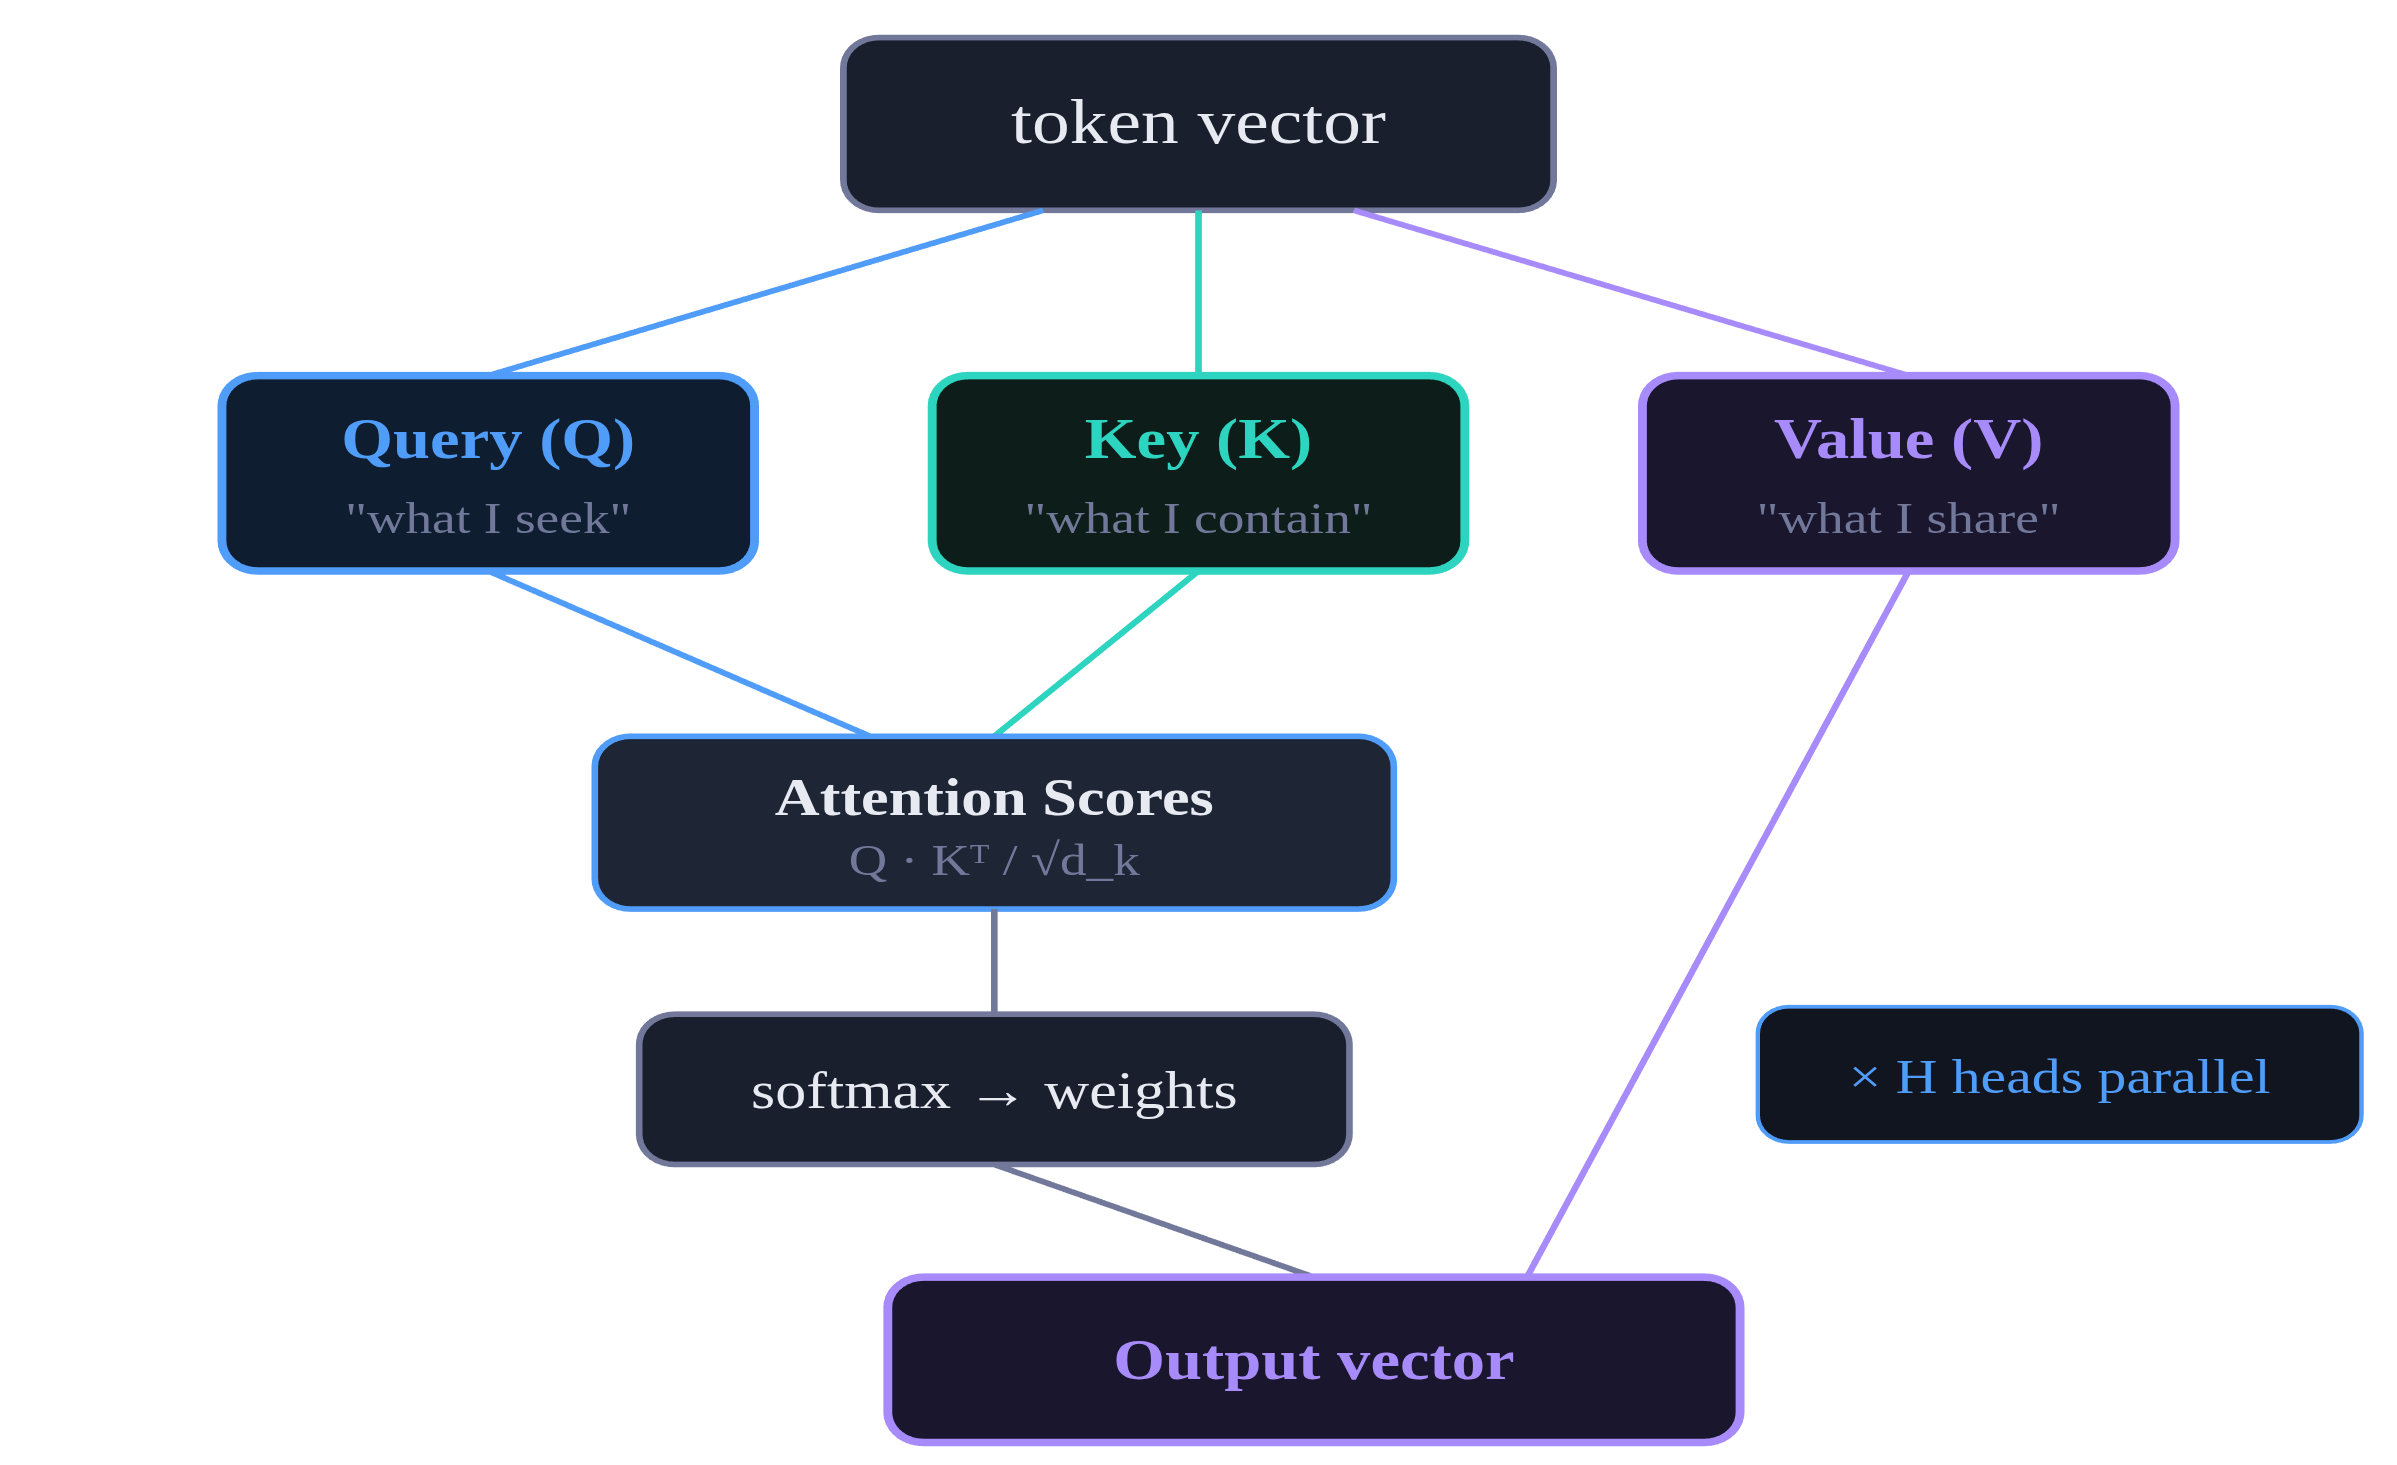 token vector
Query (Q)
"what I seek"
Key (K)
"what I contain"
Value (V)
"what I share"
Attention Scores
Q · Kᵀ / √d_k
softmax → weights
× H heads parallel
Output vector